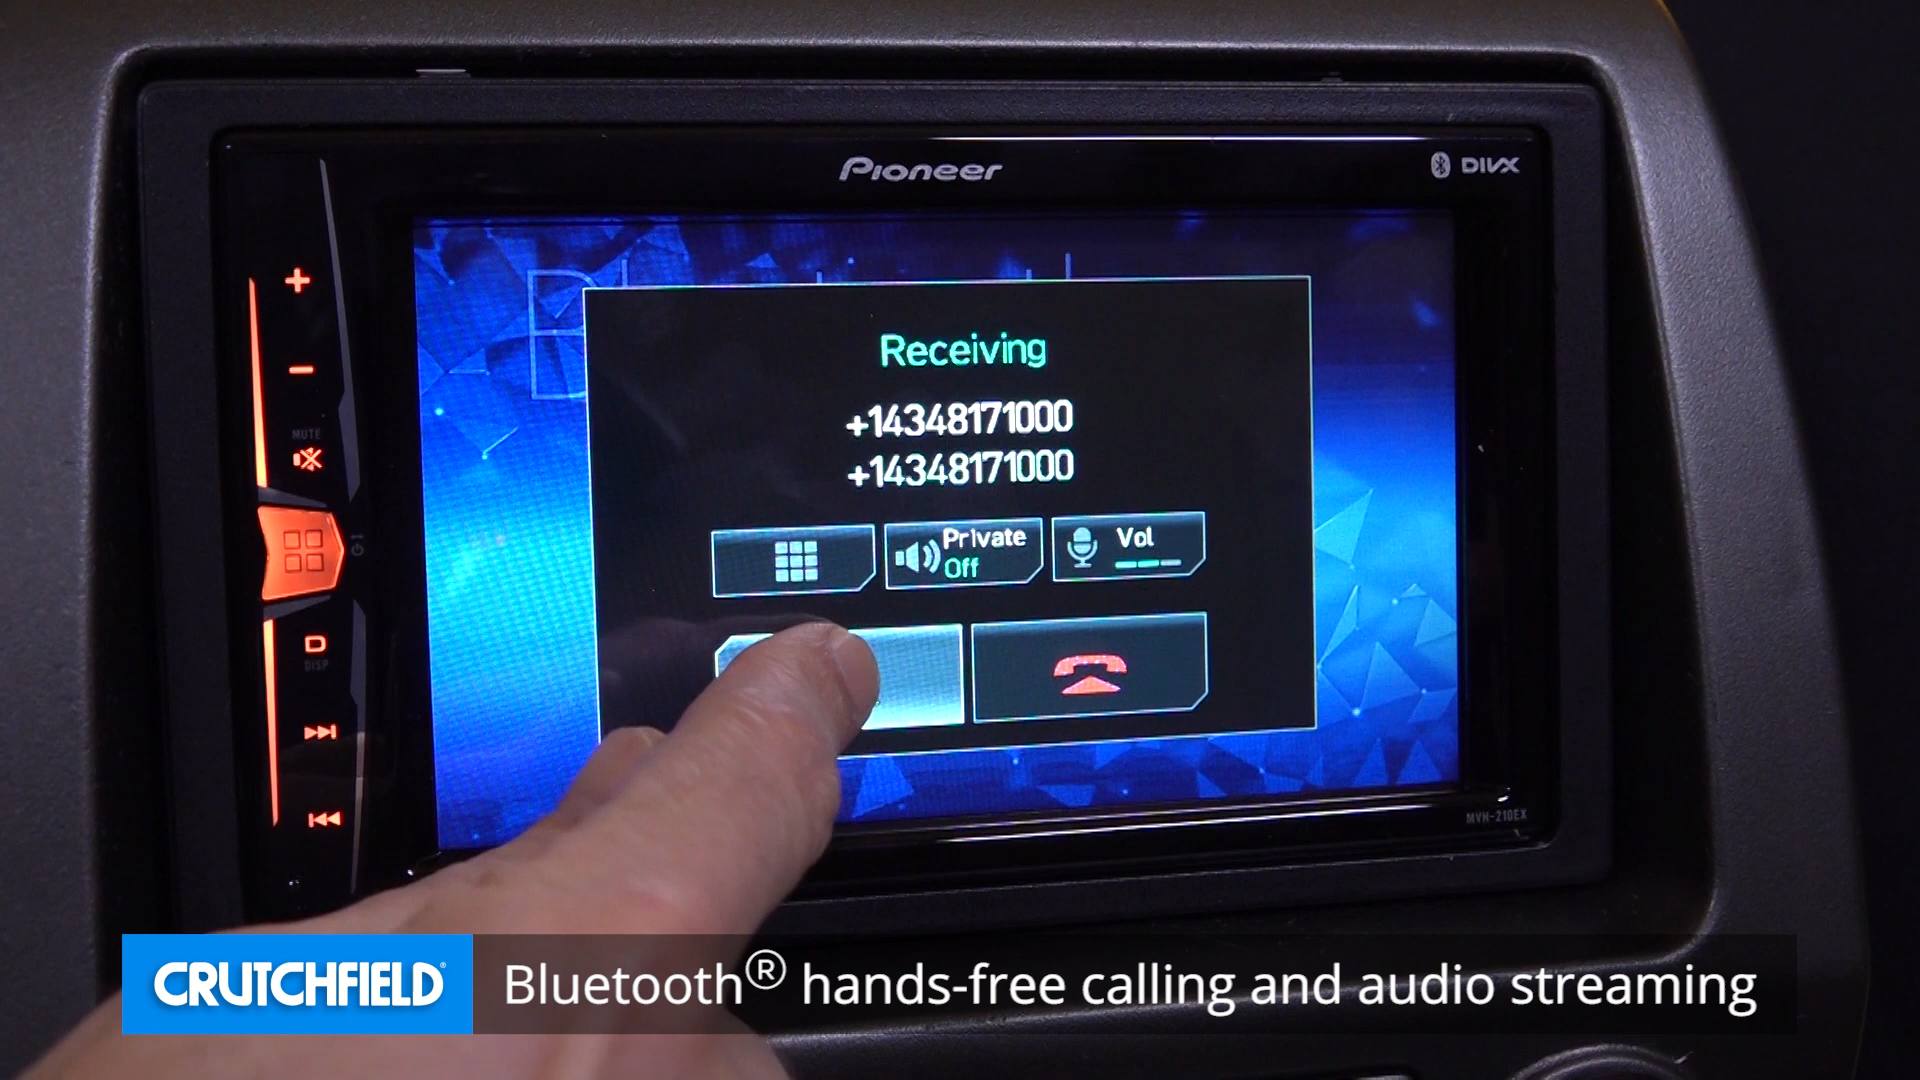 Pioneer
DIVX
MUTE
D
DISP
Receiving
+14348171000
+14348171000
Private
Off
Vol
MVH-210EX
CRUTCHFIELD
Bluetooth® hands-free calling and audio streaming